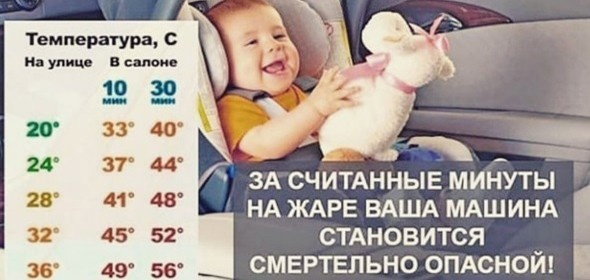 Температура, С
На улице В салоне
10 30
мин мин
20° 33° 40°
24° 37° 44°
28° 41° 48°
32° 45° 52°
36° 49° 56°
ЗА СЧИТАННЫЕ МИНУТЫ
НА ЖАРЕ ВАША МАШИНА
СТАНОВИТСЯ
СМЕРТЕЛЬНО ОПАСНОЙ!